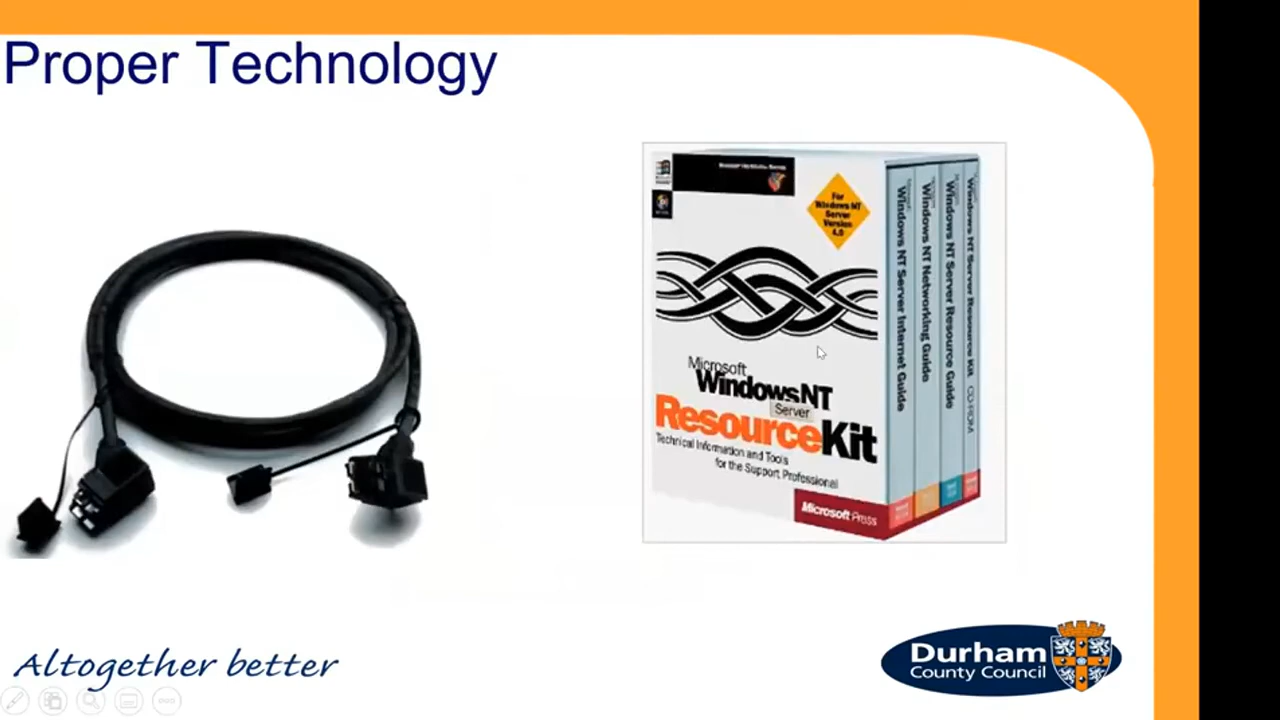 Proper Technology
For
Windows NT
Server
Version
4.0
Microsoft
Windows NT
Server
Resource Kit
Technical Information and Tools
for the Support Professional
Microsoft Press
Windows NT Server Internet Guide
Windows NT Networking Guide
Windows NT Server Resource Guide
Windows NT Server Resource Kit CD-ROM
Altogether better
Durham
County Council